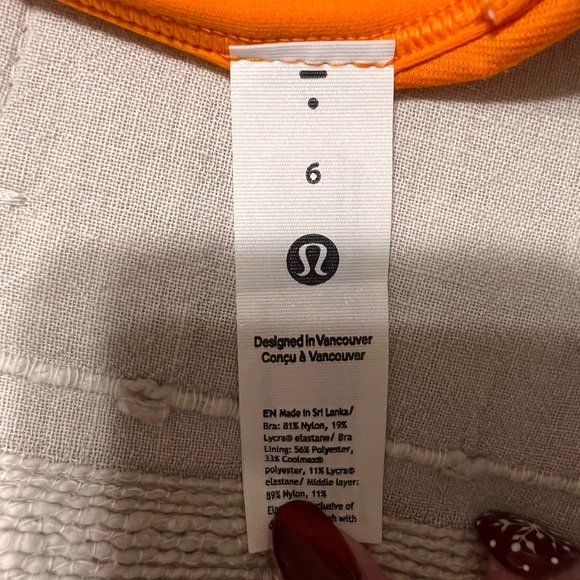 6
Designed in Vancouver
Conçu à Vancouver
EN Made in Sri Lanka/
Bra: 81% Nylon, 19%
Lycra® elastane/ Bra
Lining: 56% Polyester,
33% Coolmax®
polyester, 11% Lycra®
elastane/ Middle layer:
89% Nylon, 11%